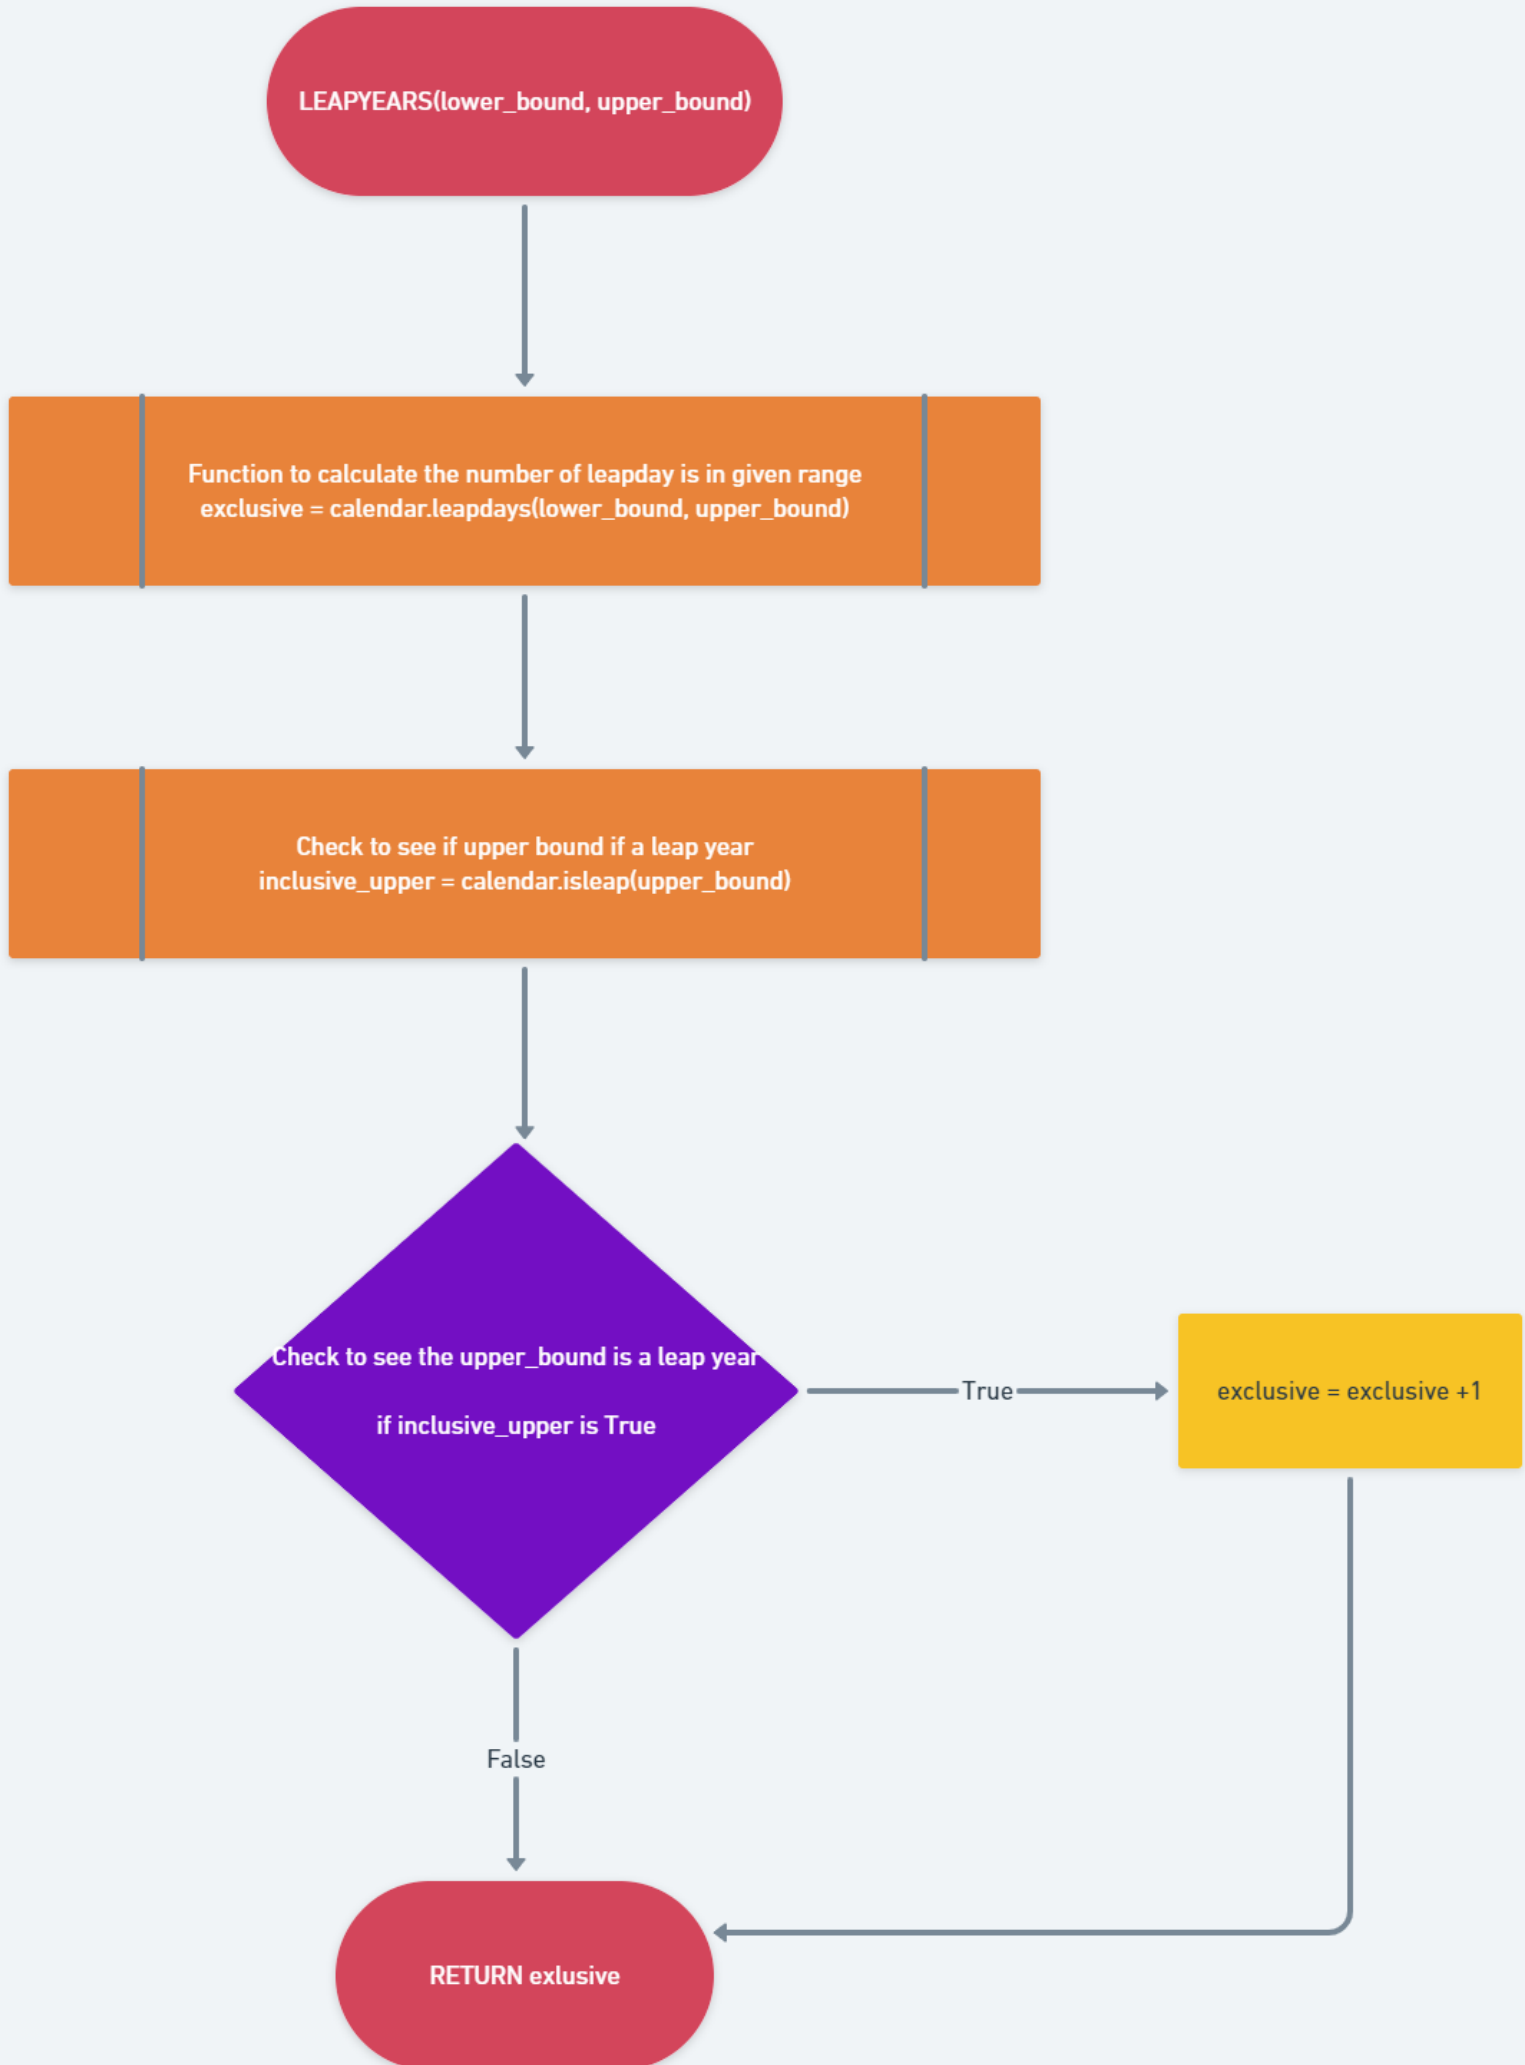 LEAPYEARS(lower_bound, upper_bound)
Function to calculate the number of leapday is in given range
exclusive = calendar.leapdays(lower_bound, upper_bound)
Check to see if upper bound if a leap year
inclusive_upper = calendar.isleap(upper_bound)
Check to see the upper_bound is a leap year
if inclusive_upper is True
True
exclusive = exclusive +1
False
RETURN exlusive